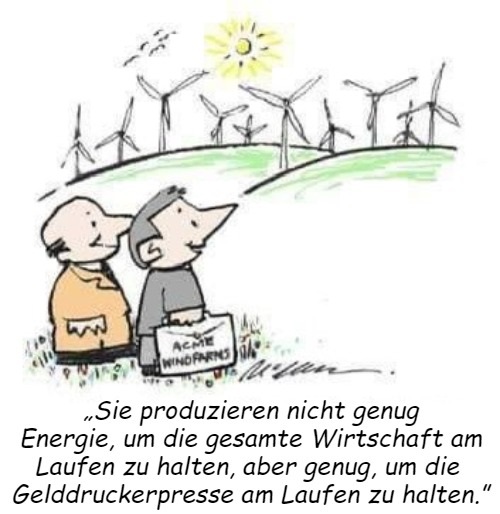 ACME
WINDFARMS
„Sie produzieren nicht genug
Energie, um die gesamte Wirtschaft am
Laufen zu halten, aber genug, um die
Gelddruckerpresse am Laufen zu halten.”